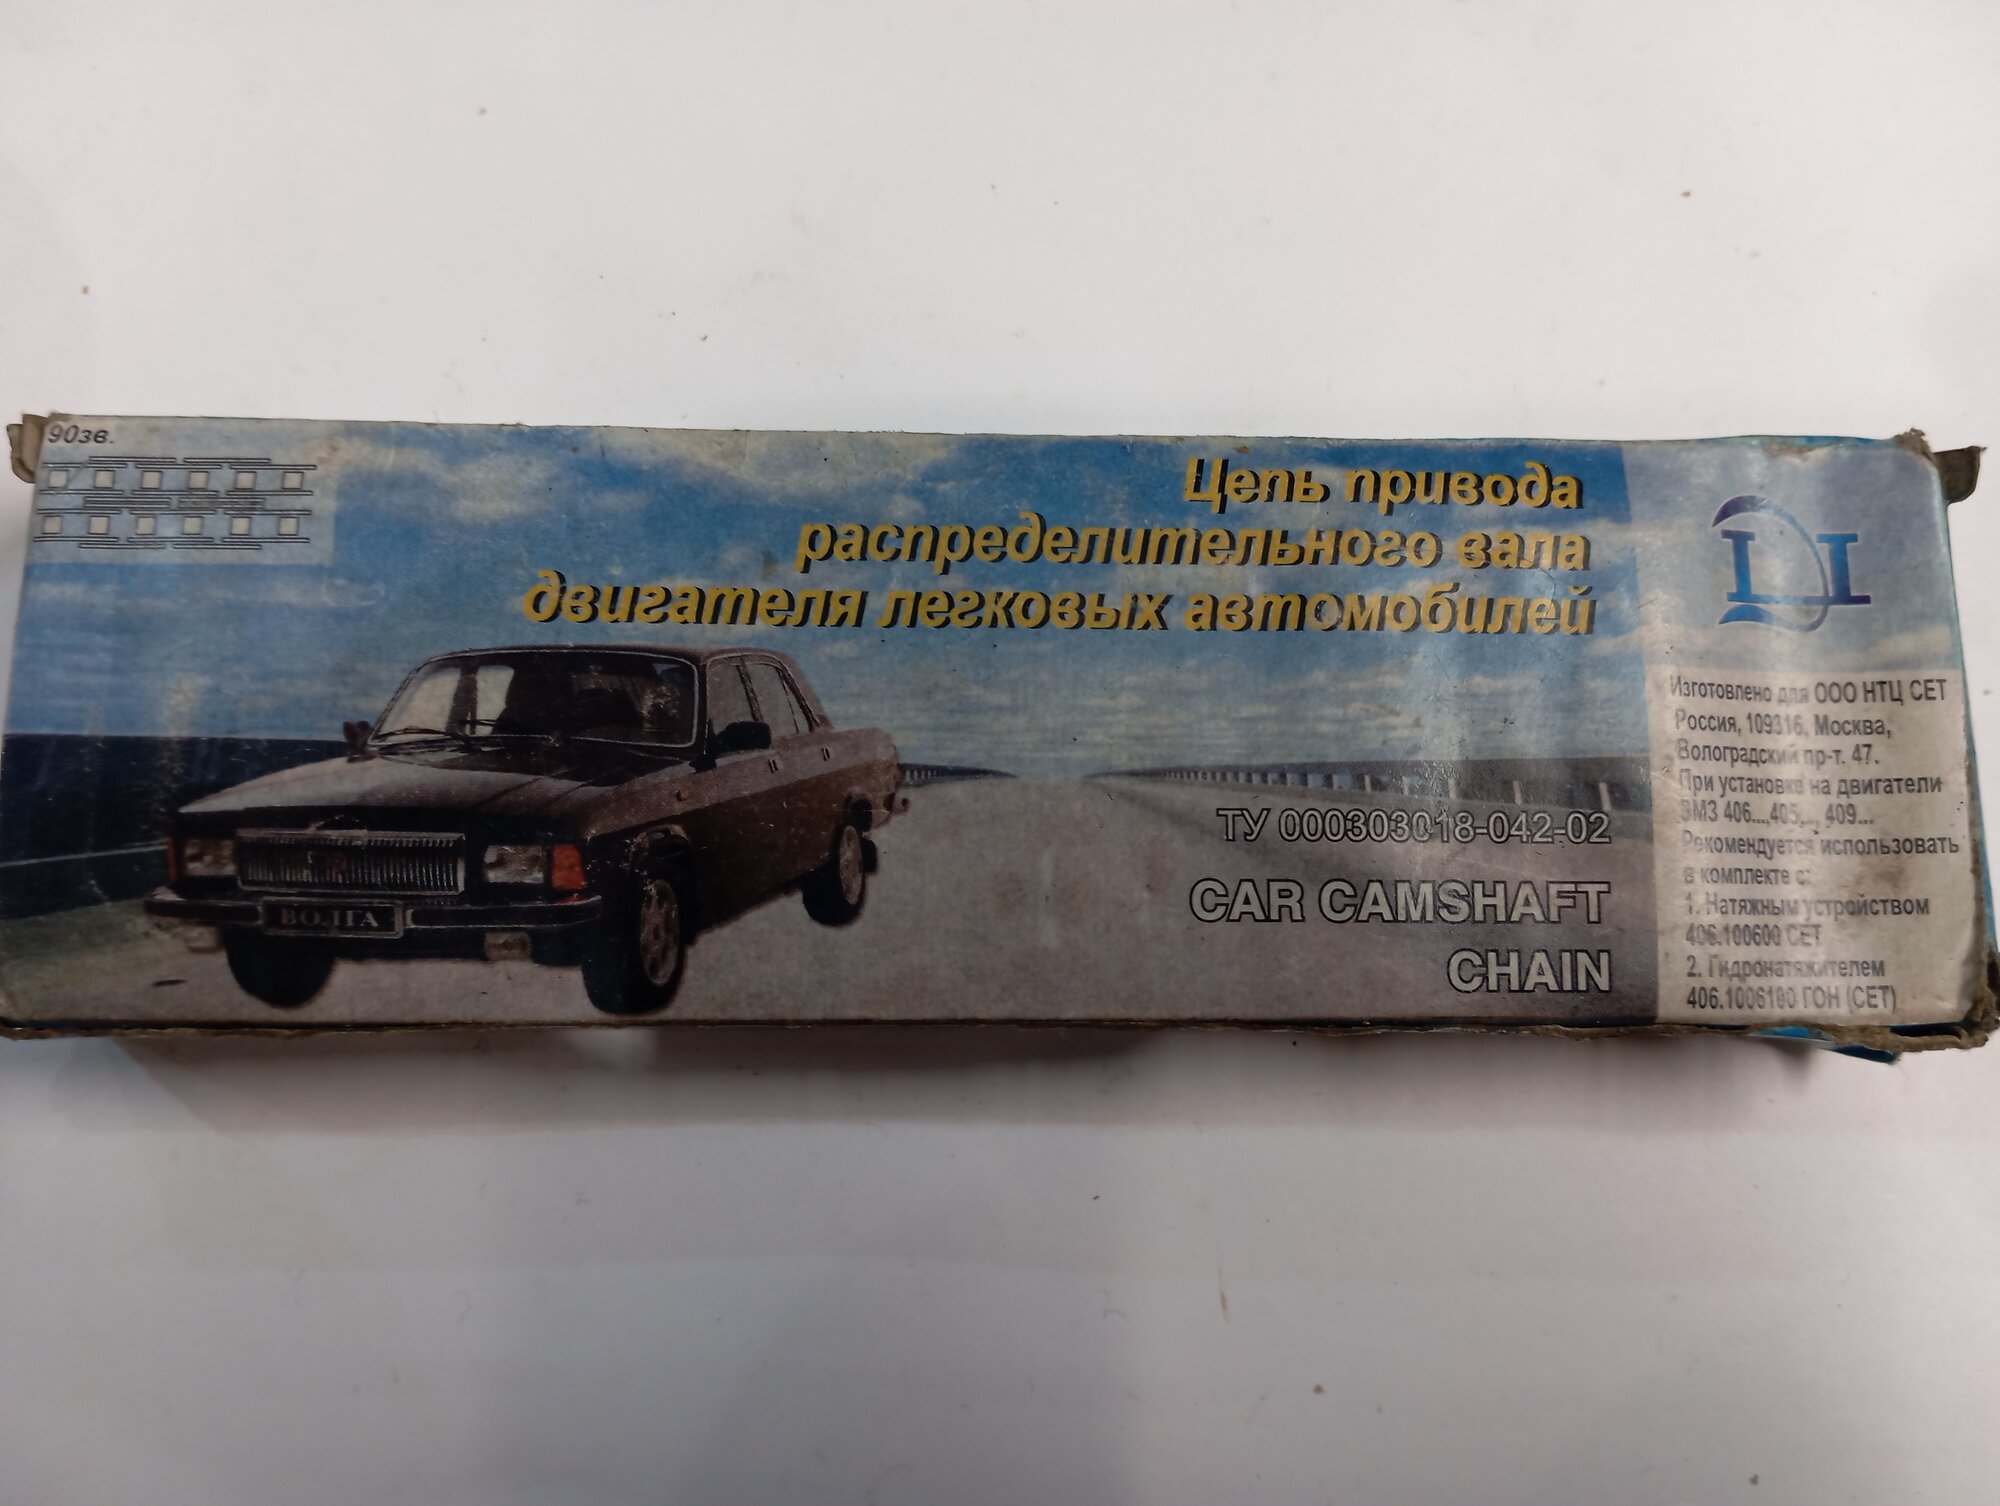 90зв.
Цепь привода
распределительного вала
двигателя легковых автомобилей
ВОЛГА
ТУ 000303018-042-02
CAR CAMSHAFT
CHAIN
Изготовлено для ООО НТЦ СЕТ
Россия, 109316, Москва,
Волоградский пр-т. 47.
При установке на двигатели
ЗМЗ 406...,405..., 409...
Рекомендуется использовать
в комплекте с:
1. Натяжным устройством
406.100600 СЕТ
2. Гидронатяжителем
406.1006100 ГОН (СЕТ)